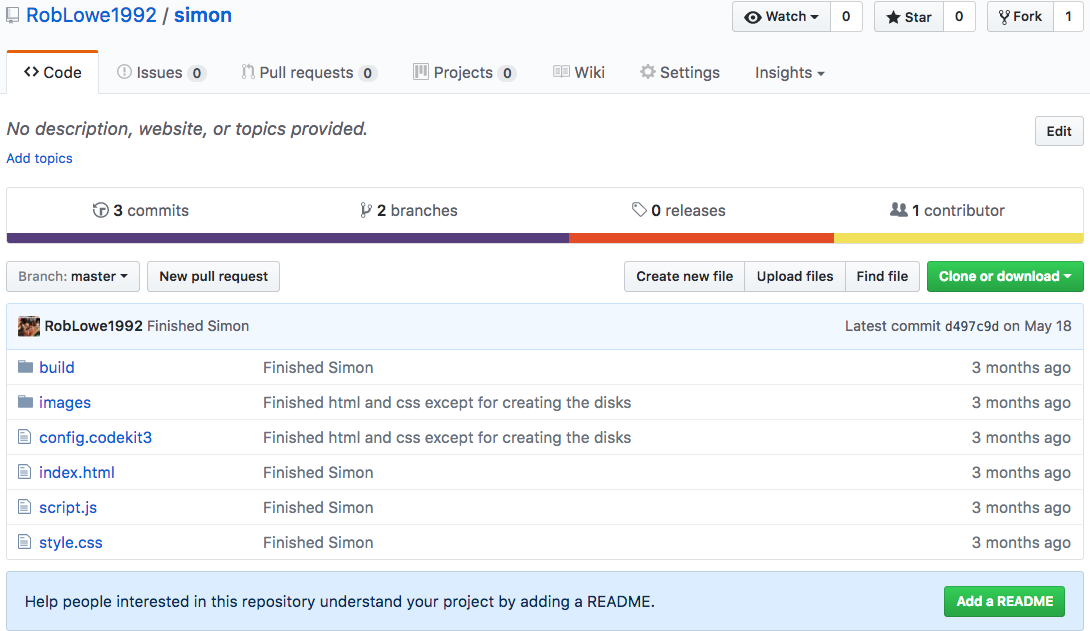 RobLowe1992 / simon Watch 0 Star 0 Fork 1
Code Issues 0 Pull requests 0 Projects 0 Wiki Settings Insights
No description, website, or topics provided. Edit
Add topics
3 commits 2 branches 0 releases 1 contributor
Branch: master New pull request Create new file Upload files Find file Clone or download
RobLowe1992 Finished Simon Latest commit d497c9d on May 18
build Finished Simon 3 months ago
images Finished html and css except for creating the disks 3 months ago
config.codekit3 Finished html and css except for creating the disks 3 months ago
index.html Finished Simon 3 months ago
script.js Finished Simon 3 months ago
style.css Finished Simon 3 months ago
Help people interested in this repository understand your project by adding a README. Add a README